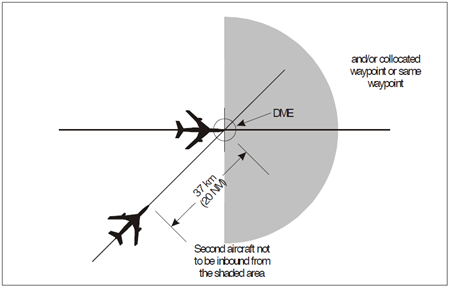 and/or collocated
waypoint or same
waypoint
DME
37 km
(20 NM)
Second aircraft not
to be inbound from
the shaded area